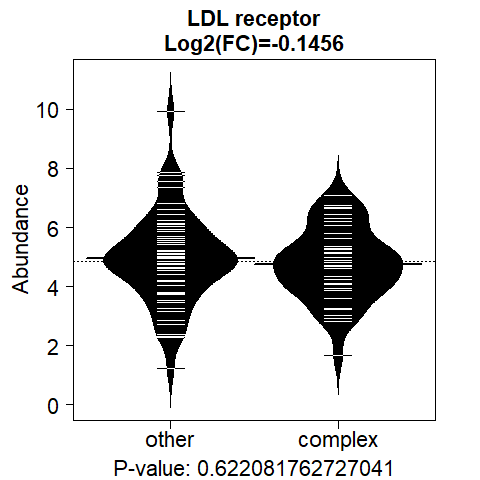 LDL receptor
Log2(FC)=-0.1456
Abundance
10
8
6
4
2
0
other complex
P-value: 0.622081762727041